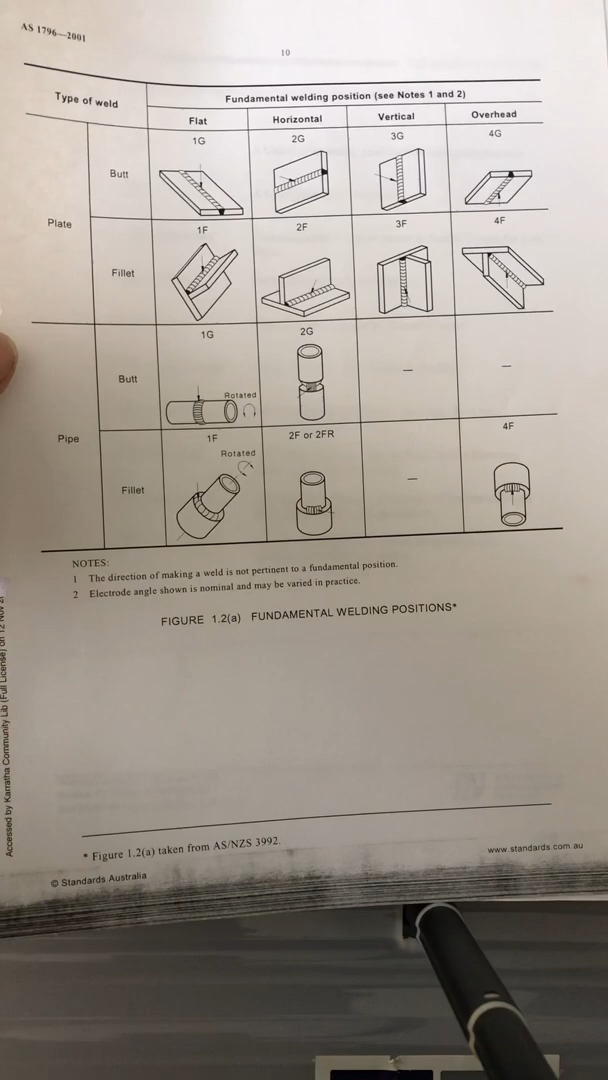 AS 1796—2001
10
Type of weld
Fundamental welding position (see Notes 1 and 2)
Flat Horizontal Vertical Overhead
1G 2G 3G 4G
Butt
Plate
1F 2F 3F 4F
Fillet
1G 2G
Butt
— —
Rotated
Pipe
1F 2F or 2FR 4F
Rotated
Fillet
—
NOTES:
1 The direction of making a weld is not pertinent to a fundamental position.
2 Electrode angle shown is nominal and may be varied in practice.
FIGURE 1.2(a) FUNDAMENTAL WELDING POSITIONS*
* Figure 1.2(a) taken from AS/NZS 3992.
© Standards Australia
www.standards.com.au
Accessed by Karratha Community Lib (Full License) on 12 Nov